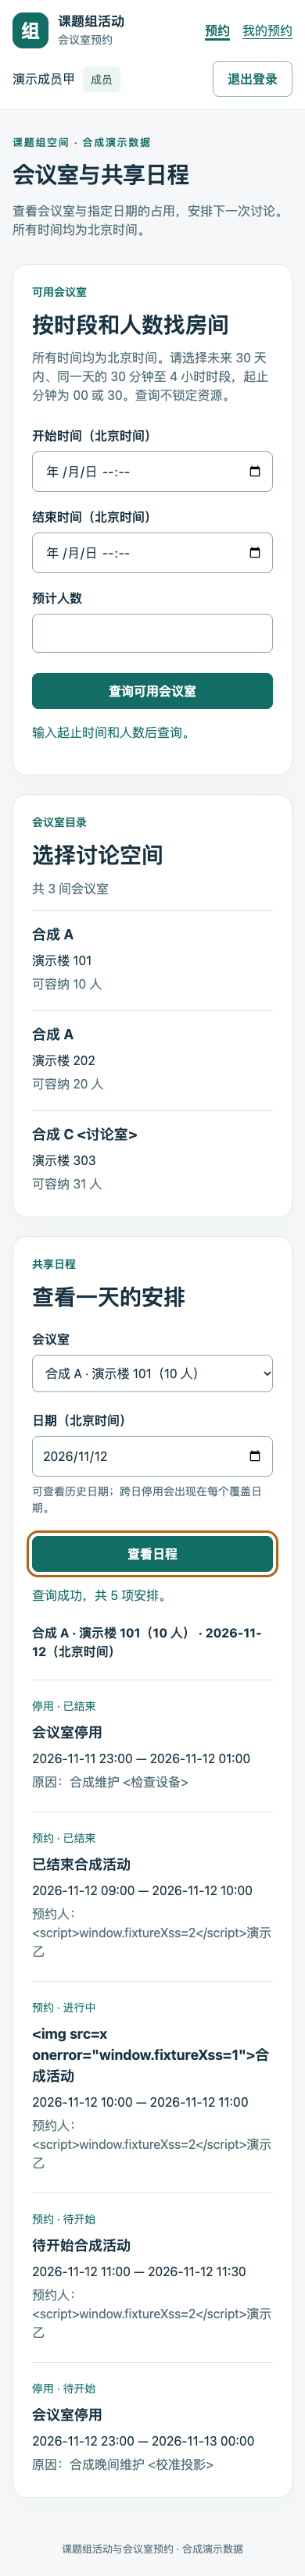 组
课题组活动
会议室预约
预约
我的预约
演示成员甲
成员
退出登录
课题组空间 · 合成演示数据
会议室与共享日程
查看会议室与指定日期的占用，安排下一次讨论。
所有时间均为北京时间。
可用会议室
按时段和人数找房间
所有时间均为北京时间。请选择未来 30 天
内、同一天的 30 分钟至 4 小时时段，起止
分钟为 00 或 30。查询不锁定资源。
开始时间（北京时间）
年 /月/日 --:--
结束时间（北京时间）
年 /月/日 --:--
预计人数
查询可用会议室
输入起止时间和人数后查询。
会议室目录
选择讨论空间
共 3 间会议室
合成 A
演示楼 101
可容纳 10 人
合成 A
演示楼 202
可容纳 20 人
合成 C <讨论室>
演示楼 303
可容纳 31 人
共享日程
查看一天的安排
会议室
合成 A · 演示楼 101（10 人）
日期（北京时间）
2026/11/12
可查看历史日期；跨日停用会出现在每个覆盖日
期。
查看日程
查询成功，共 5 项安排。
合成 A · 演示楼 101（10 人） · 2026-11-
12（北京时间）
停用 · 已结束
会议室停用
2026-11-11 23:00 — 2026-11-12 01:00
原因：合成维护 <检查设备>
预约 · 已结束
已结束合成活动
2026-11-12 09:00 — 2026-11-12 10:00
预约人：
<script>window.fixtureXss=2</script>演示
乙
预约 · 进行中
<img src=x
onerror="window.fixtureXss=1">合
成活动
2026-11-12 10:00 — 2026-11-12 11:00
预约人：
<script>window.fixtureXss=2</script>演示
乙
预约 · 待开始
待开始合成活动
2026-11-12 11:00 — 2026-11-12 11:30
预约人：
<script>window.fixtureXss=2</script>演示
乙
停用 · 待开始
会议室停用
2026-11-12 23:00 — 2026-11-13 00:00
原因：合成晚间维护 <校准投影>
课题组活动与会议室预约 · 合成演示数据